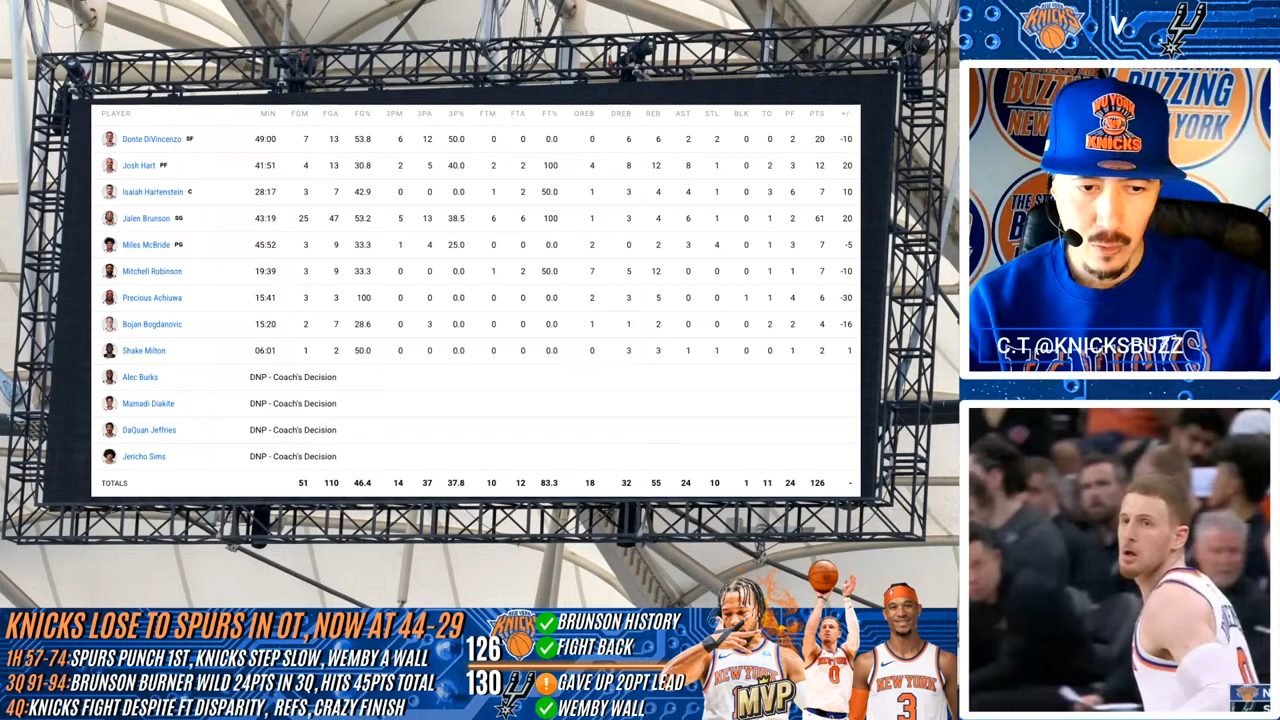 PLAYER MIN FGM FGA FG% 3PM 3PA 3P% FTM FTA FT% OREB DREB REB AST STL BLK TO PF PTS +/-
Donte DiVincenzo SF 49:00 7 13 53.8 6 12 50.0 0 0 0.0 0 6 6 2 2 0 0 2 20 -10
Josh Hart PF 41:51 4 13 30.8 2 5 40.0 2 2 100 4 8 12 8 1 0 2 3 12 20
Isaiah Hartenstein C 28:17 3 7 42.9 0 0 0.0 1 2 50.0 1 3 4 4 1 0 3 6 7 10
Jalen Brunson SG 43:19 25 47 53.2 5 13 38.5 6 6 100 1 3 4 6 1 0 1 2 61 20
Miles McBride PG 45:52 3 9 33.3 1 4 25.0 0 0 0.0 2 0 2 3 4 0 1 3 7 -5
Mitchell Robinson 19:39 3 9 33.3 0 0 0.0 1 2 50.0 7 5 12 0 0 0 1 1 7 -10
Precious Achiuwa 15:41 3 3 100 0 0 0.0 0 0 0.0 2 3 5 0 0 1 1 4 6 -30
Bojan Bogdanovic 15:20 2 7 28.6 0 3 0.0 0 0 0.0 1 1 2 0 0 0 2 2 4 -16
Shake Milton 06:01 1 2 50.0 0 0 0.0 0 0 0.0 0 3 3 1 1 0 0 1 2 1
Alec Burks DNP - Coach's Decision
Mamadi Diakite DNP - Coach's Decision
DaQuan Jeffries DNP - Coach's Decision
Jericho Sims DNP - Coach's Decision
TOTALS 51 110 46.4 14 37 37.8 10 12 83.3 18 32 55 24 10 1 11 24 126 -
KNICKS V
BUZZING
BUZZING
NEW
YORK
NEW YORK
KNICKS
THE ST
C.T @KNICKSBUZZ
KNICKS LOSE TO SPURS IN OT, NOW AT 44-29
1H 57-74:SPURS PUNCH 1ST, KNICKS STEP SLOW, WEMBY A WALL
3Q 91-94:BRUNSON BURNER WILD 24PTS IN 3Q, HITS 45PTS TOTAL
4Q:KNICKS FIGHT DESPITE FT DISPARITY, REFS, CRAZY FINISH
126
KNICKS
130
BRUNSON HISTORY
FIGHT BACK
GAVE UP 20PT LEAD
WEMBY WALL
NEW YORK
MVP
0
NEW YORK
3